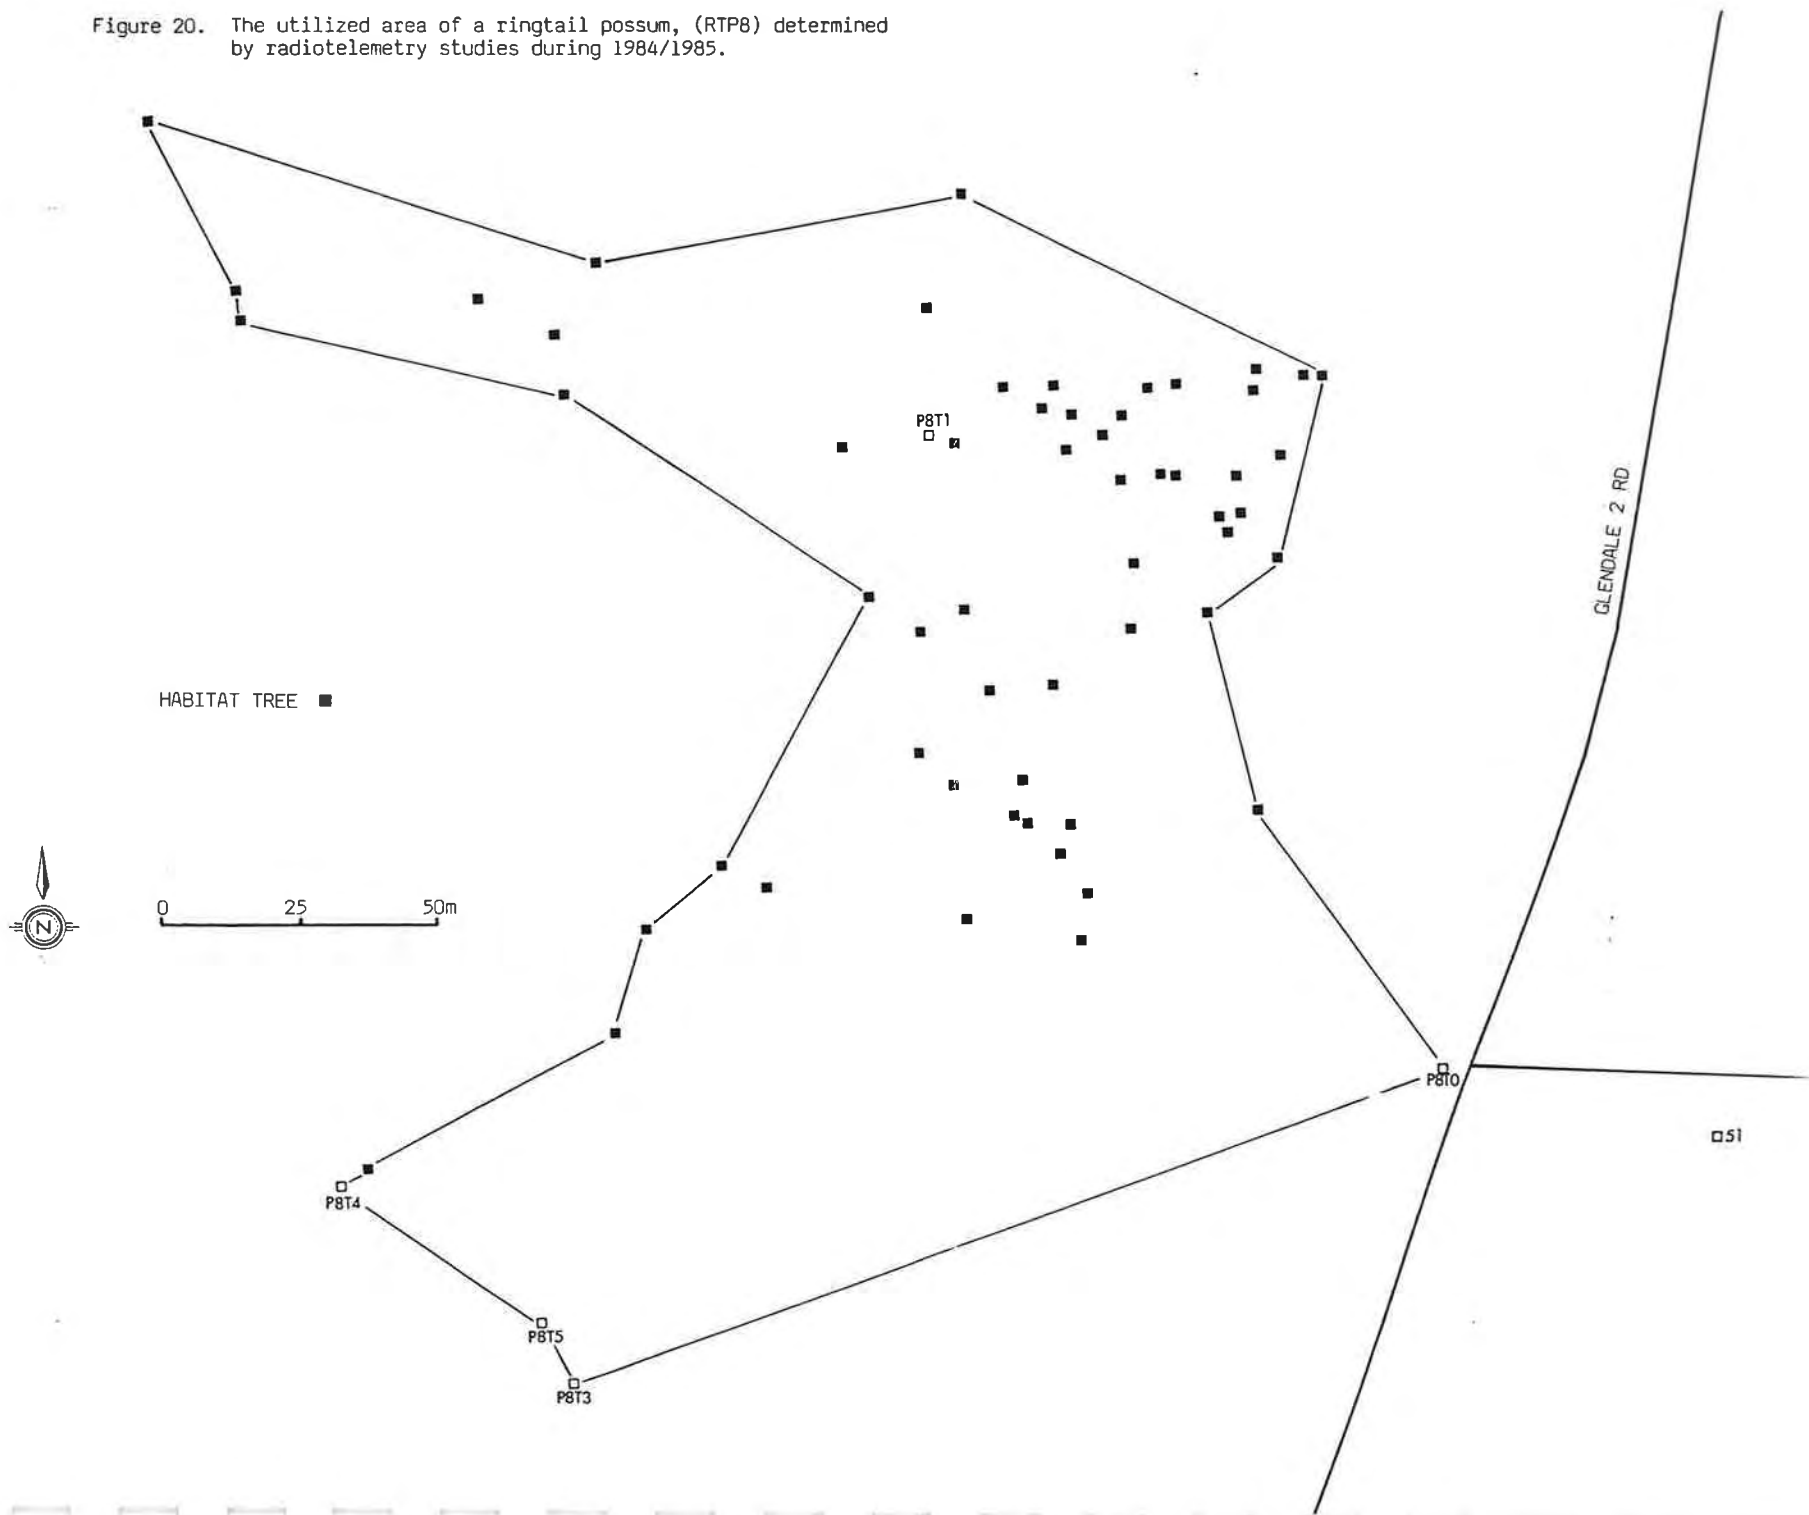 Figure 20. The utilized area of a ringtail possum, (RTP8) determined
by radiotelemetry studies during 1984/1985.
P8T1
GLENDALE 2 RD
HABITAT TREE
0 25 50m
N
P8T0
51
P8T4
P8T5
P8T3